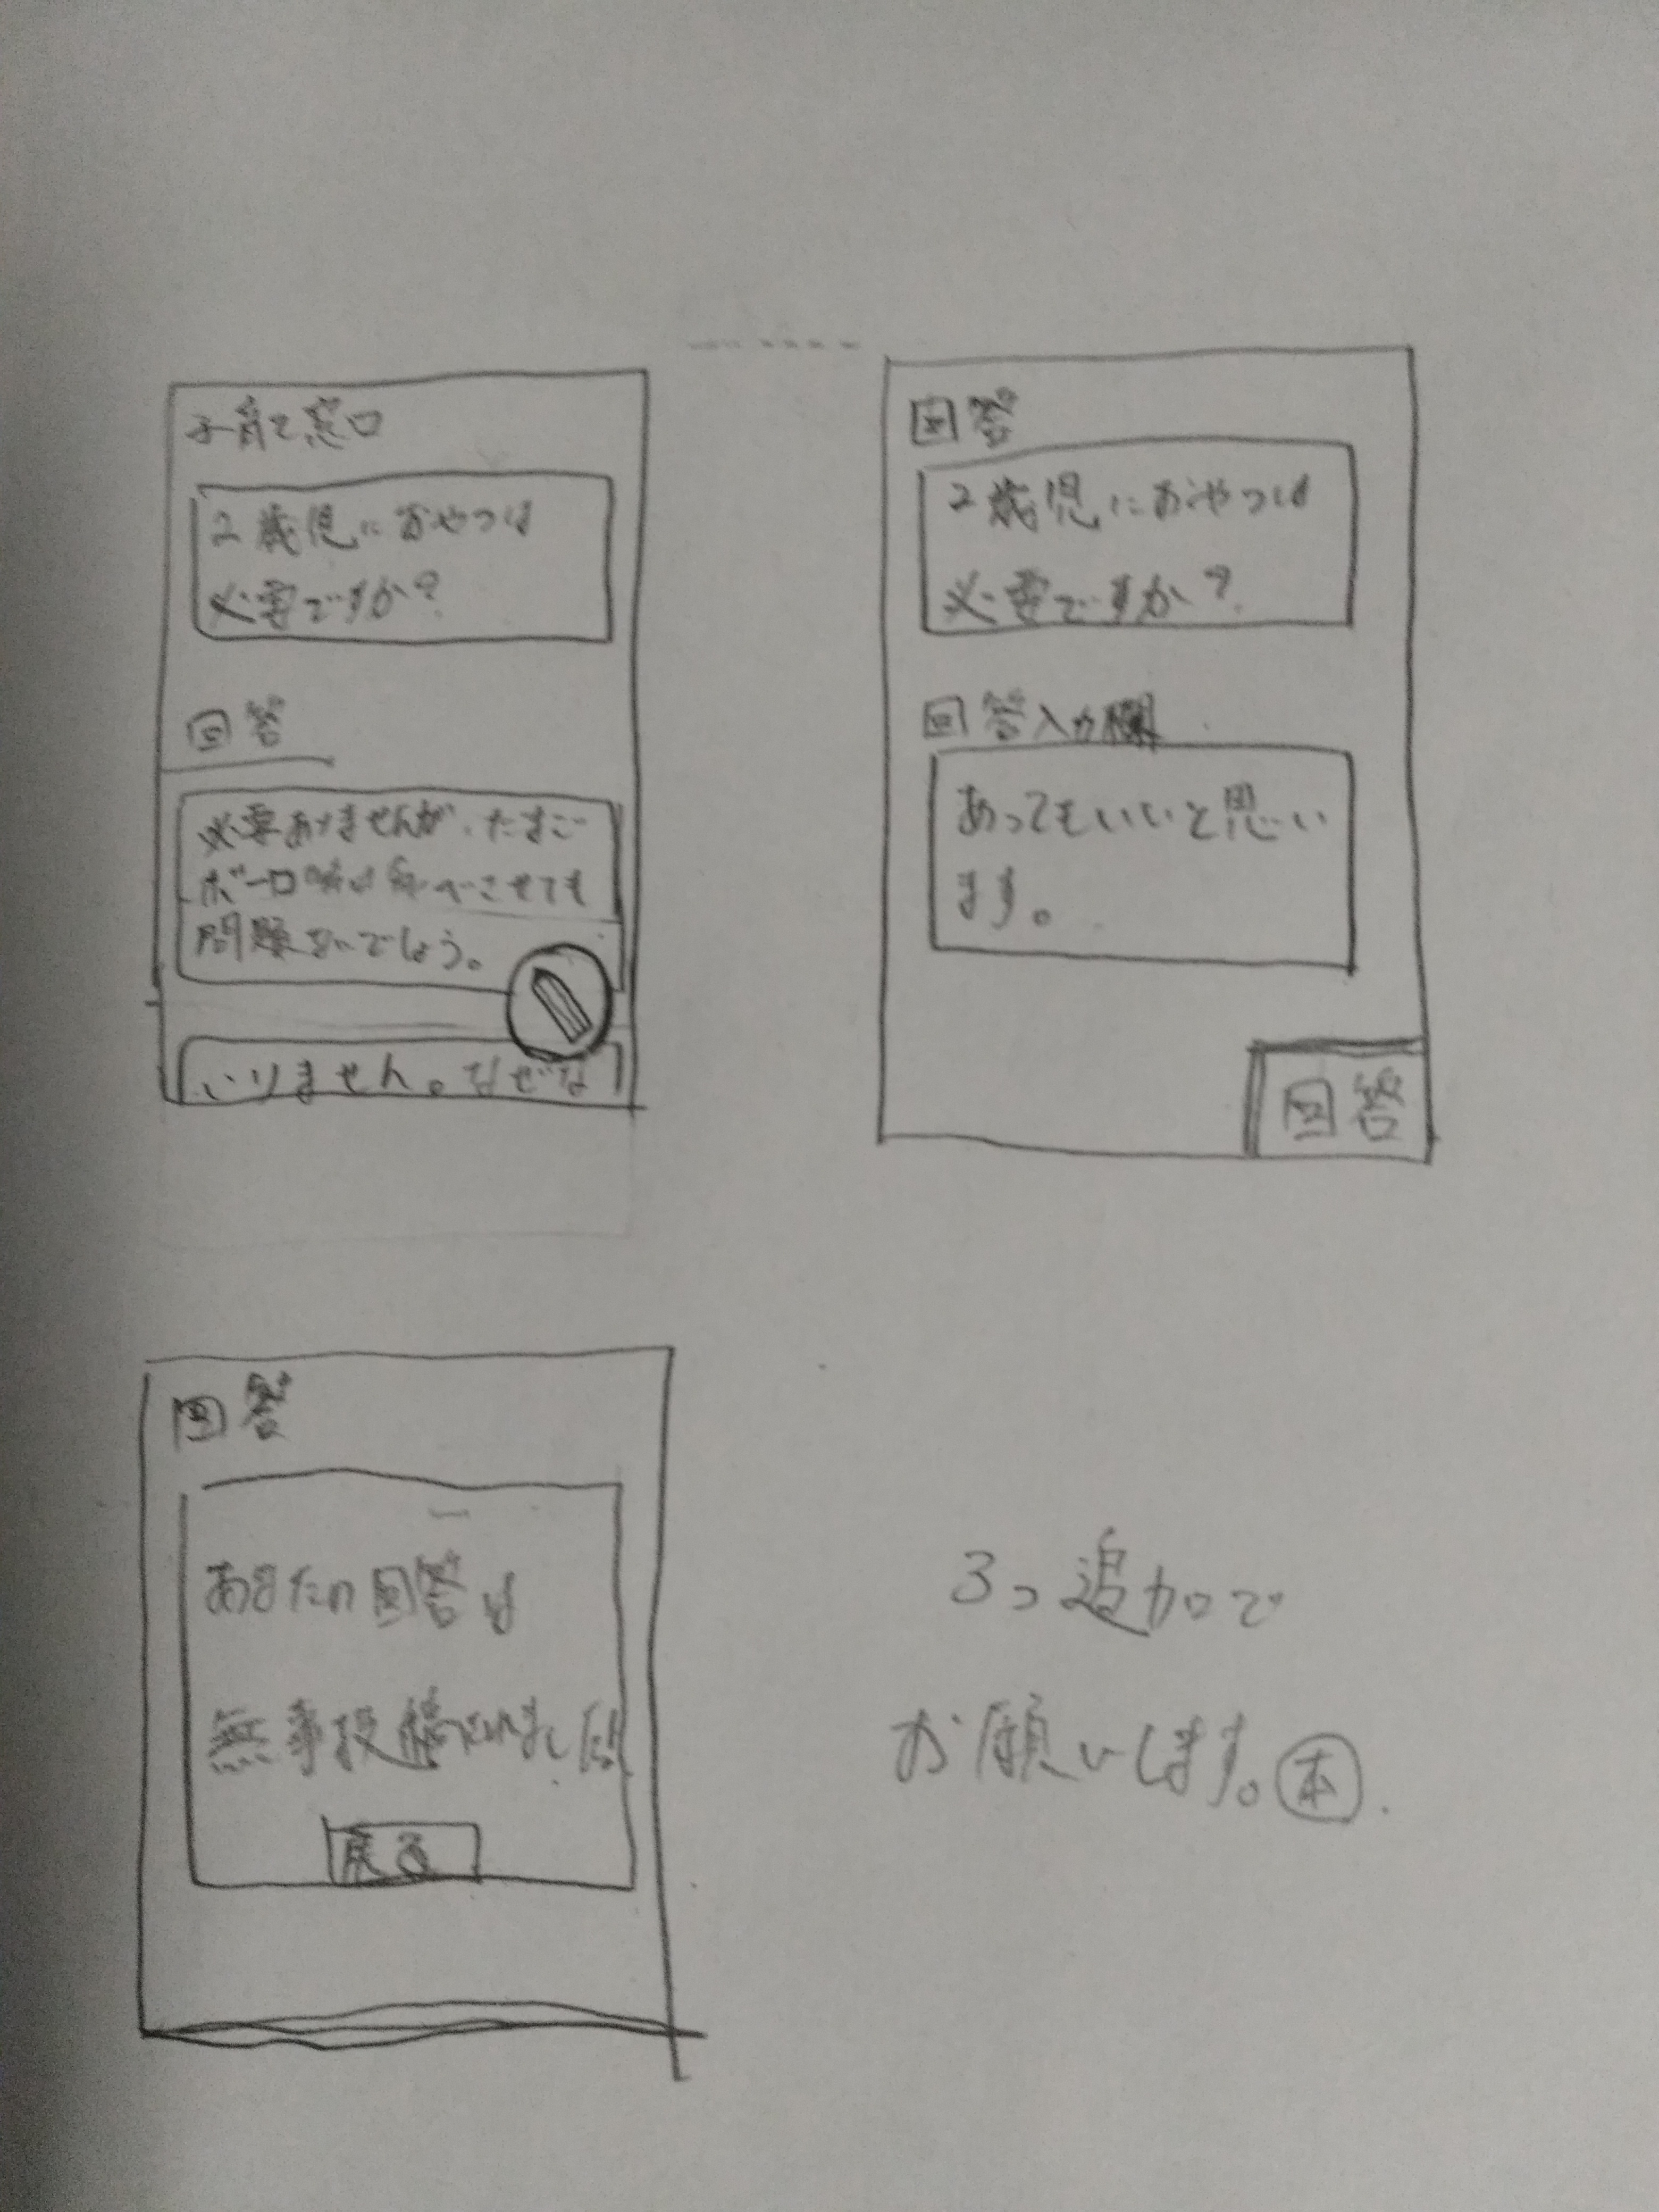 子育て窓口
2歳児におやつは
必要ですか?
回答
必要ありませんが、たまご
ボーロ 食べさせても
問題ないでしょう。
いりません。なぜな
回答
2歳児におやつは
必要ですか?
回答入力欄
あってもいいと思い
ます。
回答
回答
あなたの回答は
無事投稿されました
戻る
3つ追加で
お願いします。本